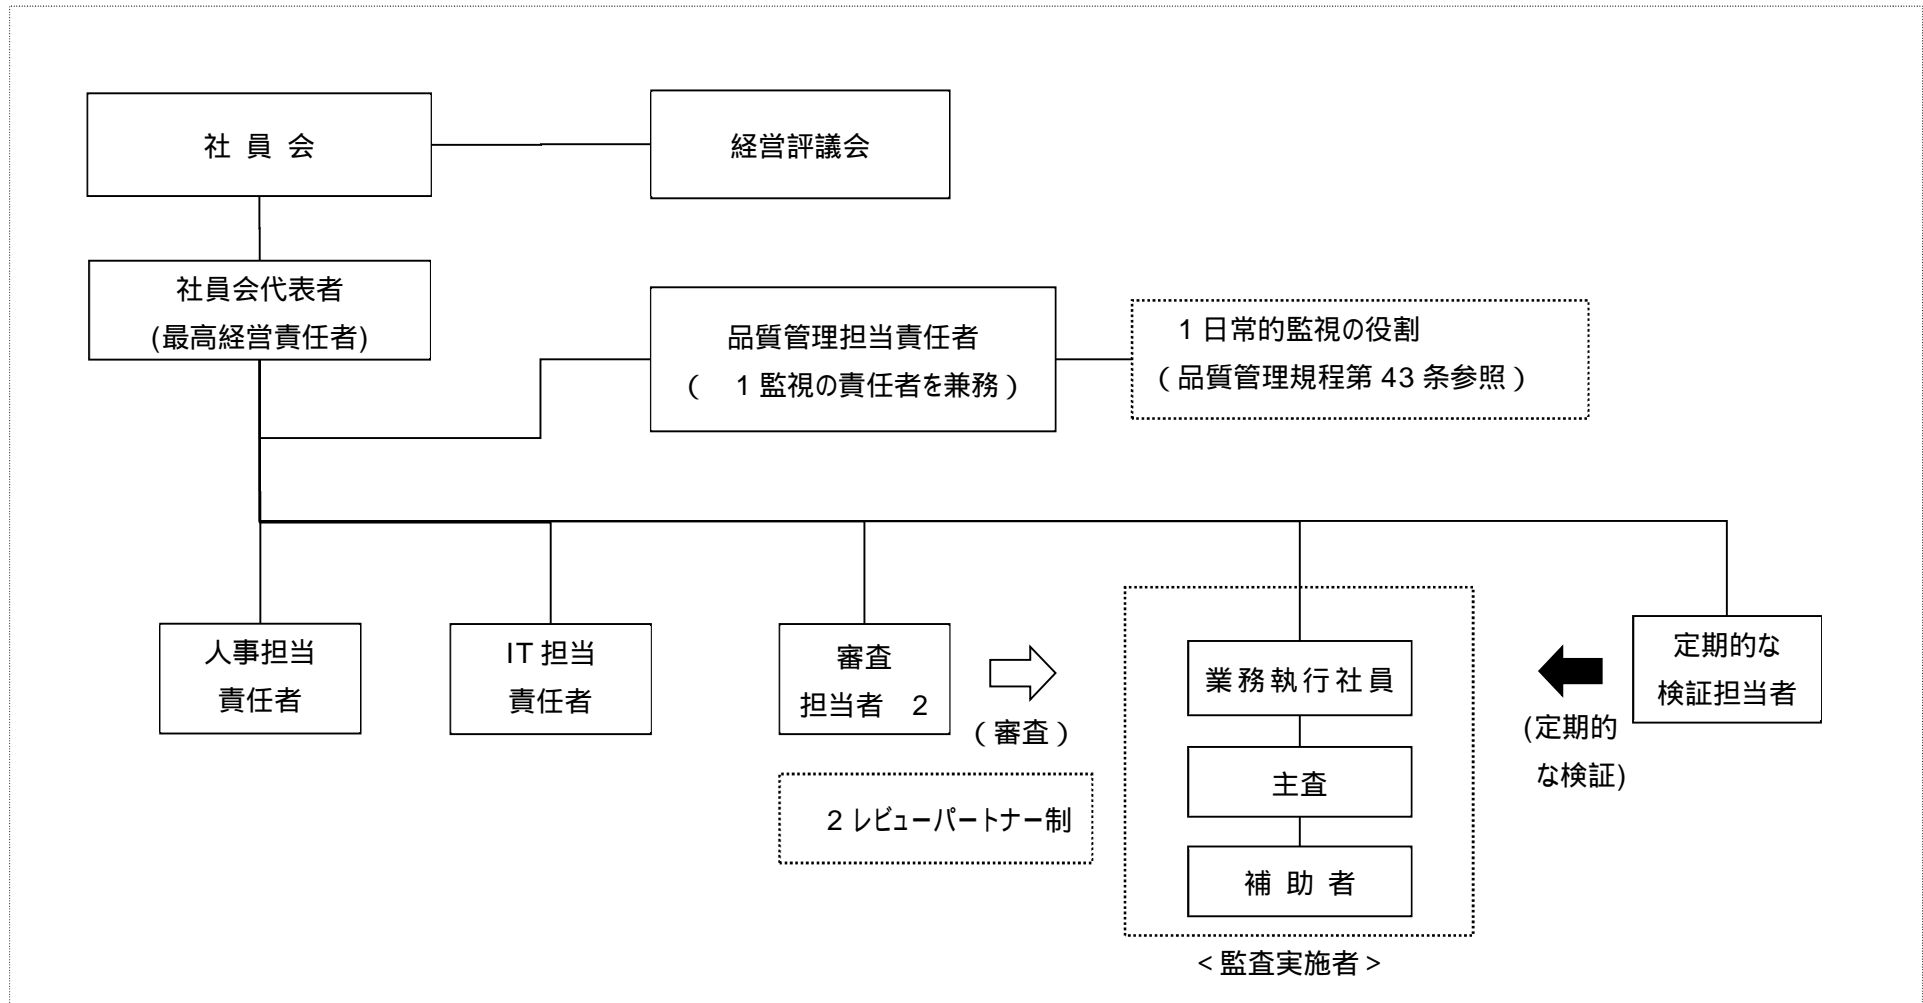 社 員 会
経営評議会
社員会代表者
(最高経営責任者)
品質管理担当責任者
(　1監視の責任者を兼務)
1日常的監視の役割
(品質管理規程第 43 条参照)
人事担当
責任者
IT 担当
責任者
審査
担当者　2
(審査)
2 レビューパートナー制
業務執行社員
主査
補 助 者
<監査実施者>
定期的な
検証担当者
(定期的
な検証)